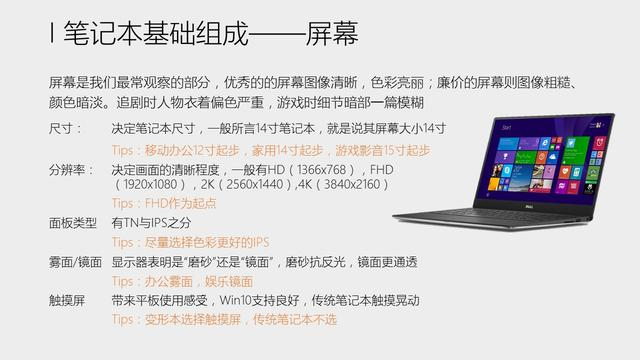 笔记本基础组成——屏幕
屏幕是我们最常观察的部分，优秀的的屏幕图像清晰，色彩亮丽；廉价的屏幕则图像粗糙、
颜色暗淡。追剧时人物衣着偏色严重，游戏时细节暗部一篇模糊
尺寸： 决定笔记本尺寸，一般所言14寸笔记本，就是说其屏幕大小14寸
Tips：移动办公12寸起步，家用14寸起步，游戏影音15寸起步
分辨率： 决定画面的清晰程度，一般有HD（1366x768），FHD
（1920x1080），2K（2560x1440）,4K（3840x2160）
Tips：FHD作为起点
面板类型 有TN与IPS之分
Tips：尽量选择色彩更好的IPS
雾面/镜面 显示器表明是“磨砂”还是“镜面”，磨砂抗反光，镜面更通透
Tips：办公雾面，娱乐镜面
触摸屏 带来平板使用感受，Win10支持良好，传统笔记本触摸晃动
Tips：变形本选择触摸屏，传统笔记本不选
Start
DELL